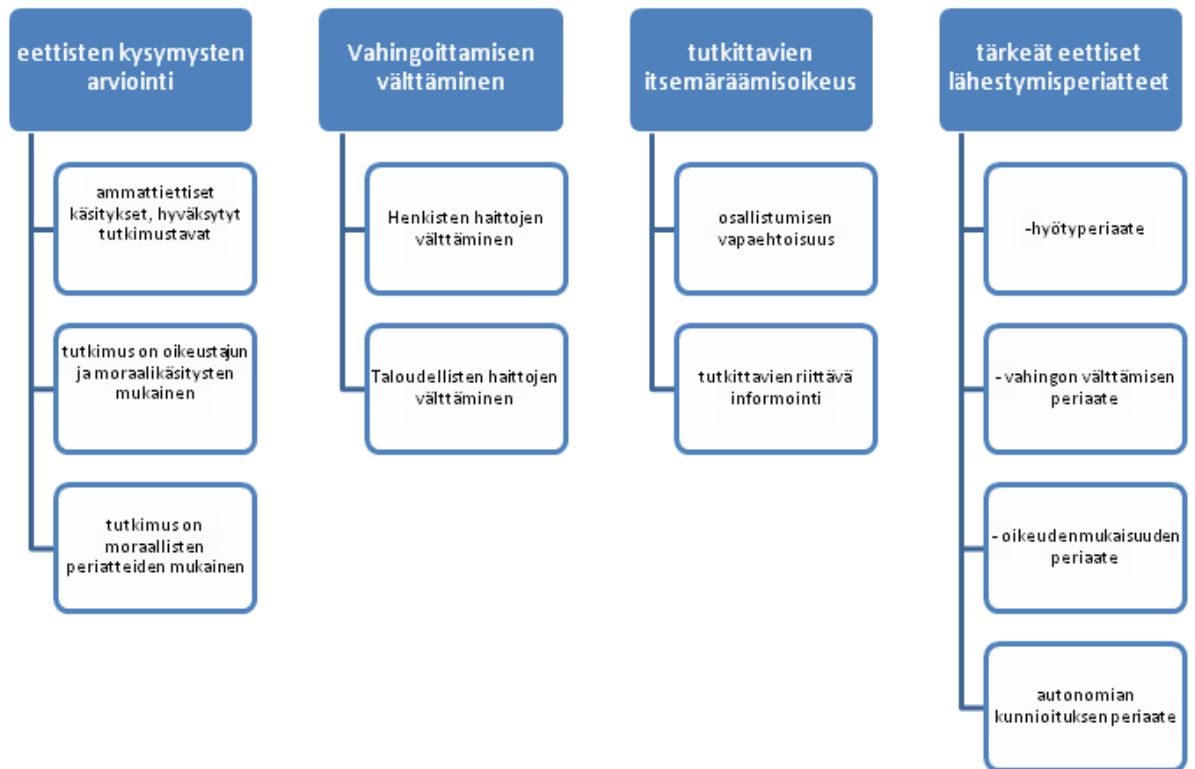 eettisten kysymysten
arviointi
ammattiettiset
käsitykset, hyväksytyt
tutkimustavat
tutkimus on oikeustajun
ja moraalikäsitysten
mukainen
tutkimus on
moraallisten
periatteiden mukainen
Vahingoittamisen
välttäminen
Henkisten haittojen
välttäminen
Taloudellisten haittojen
välttäminen
tutkittavien
itsemäräämisoikeus
osallistumisen
vapaehtoisuus
tutkittavien riittävä
informointi
tärkeät eettiset
lähestymisperiatteet
-hyötyperiaate
- vahingon välttämisen
periaate
- oikeudenmukaisuuden
periaate
autonomian
kunnioituksen periaate